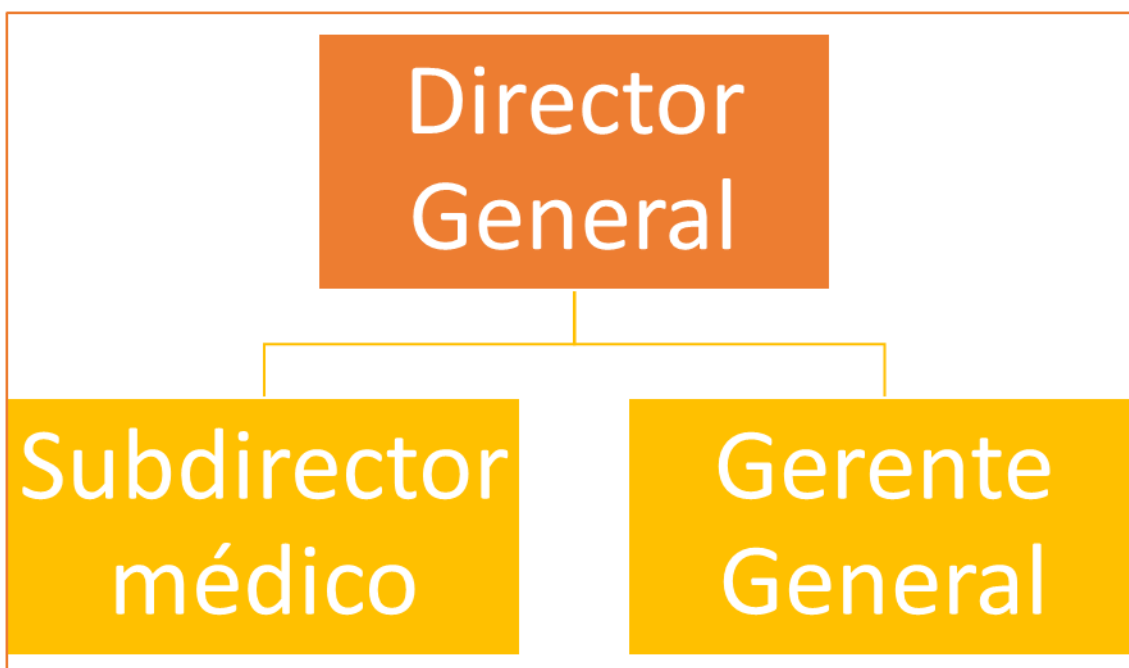 Director
General
Subdirector
médico
Gerente
General